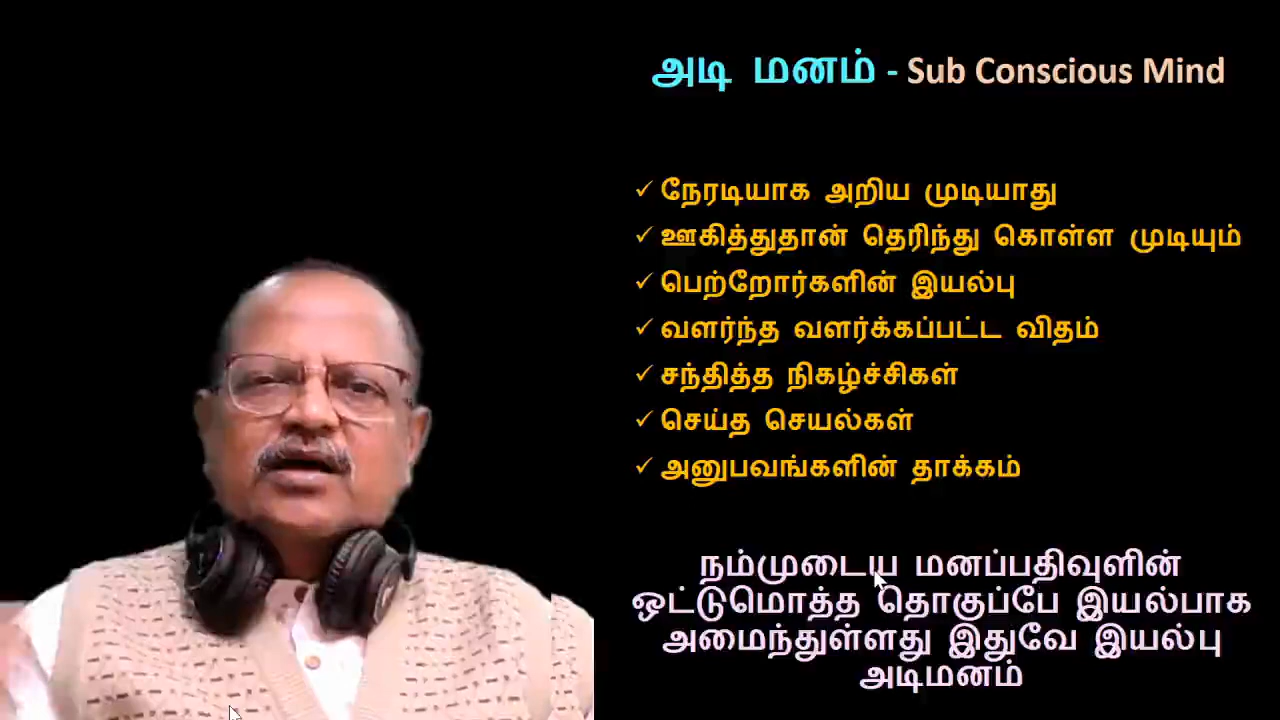 அடி மனம் - Sub Conscious Mind
✓ நேரடியாக அறிய முடியாது
✓ ஊகித்துதான் தெரிந்து கொள்ள முடியும்
✓ பெற்றோர்களின் இயல்பு
✓ வளர்ந்த வளர்க்கப்பட்ட விதம்
✓ சந்தித்த நிகழ்ச்சிகள்
✓ செய்த செயல்கள்
✓ அனுபவங்களின் தாக்கம்
நம்முடைய மனப்பதிவுளின்
ஒட்டுமொத்த தொகுப்பே இயல்பாக
அமைந்துள்ளது இதுவே இயல்பு
அடிமனம்